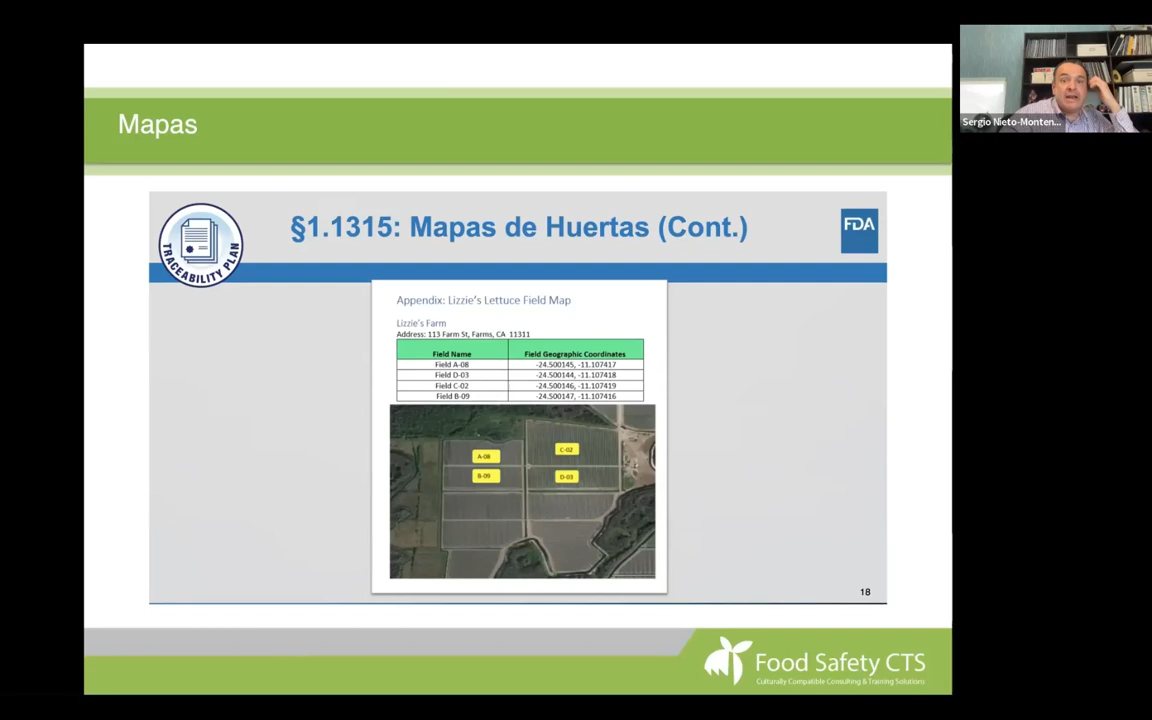 Mapas
Sergio Nieto-Monten...
§1.1315: Mapas de Huertas (Cont.)
FDA
TRACEABILITY PLAN
Appendix: Lizzie's Lettuce Field Map
Lizzie's Farm
Address: 113 Farm St, Farms, CA 11311
Field Name Field Geographic Coordinates
Field A-08 -24.500145, -11.107417
Field D-03 -24.500144, -11.107418
Field C-02 -24.500146, -11.107419
Field B-09 -24.500147, -11.107416
A-08 C-02
B-09 D-03
18
Food Safety CTS
Culturally Compatible Consulting & Training Solutions